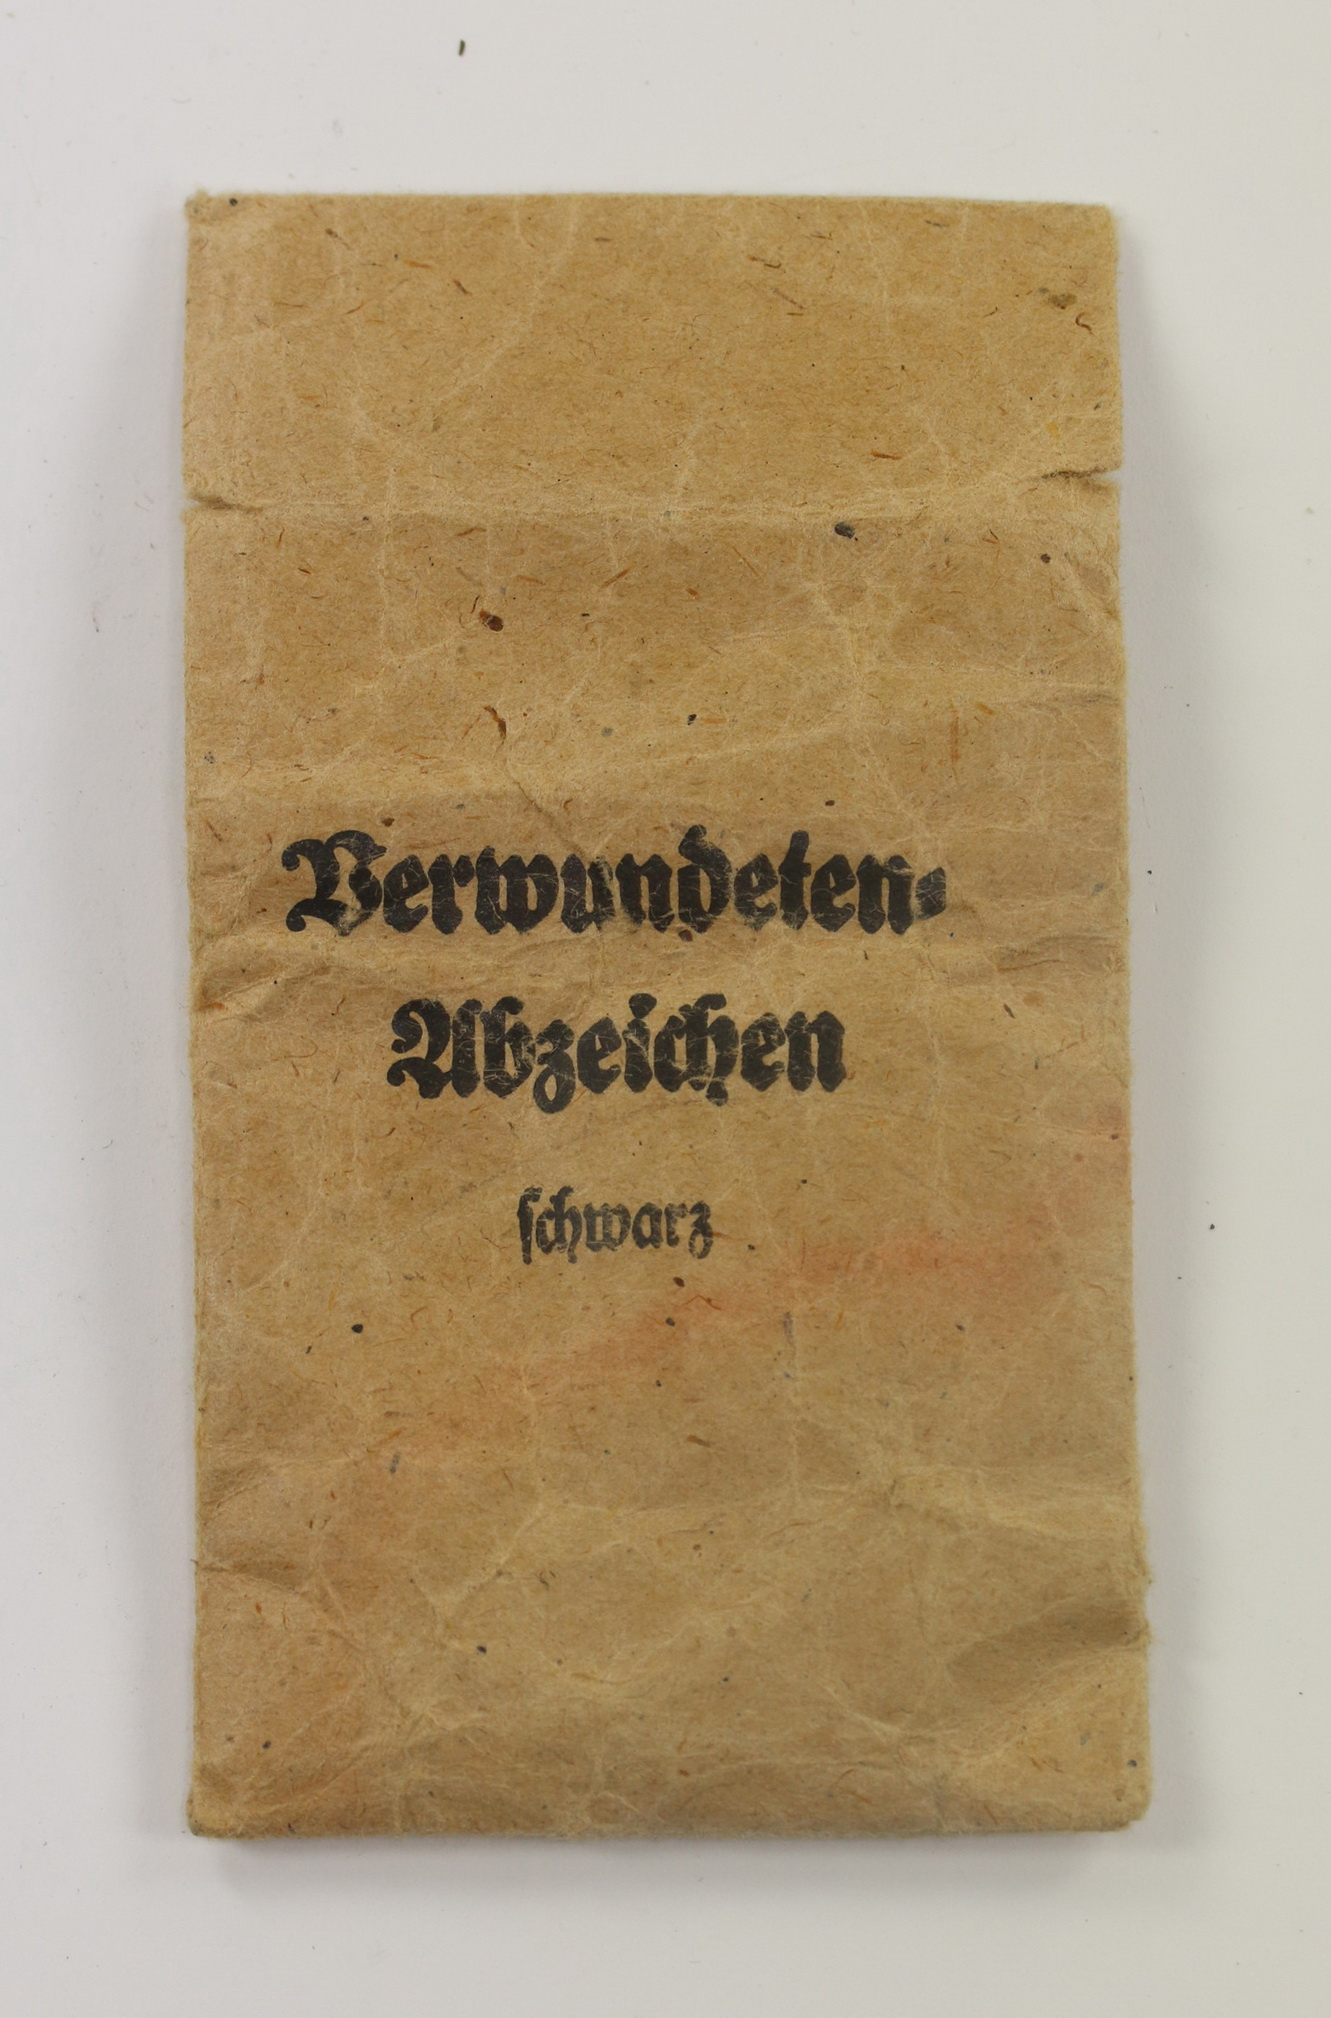 Verwundeten-
Abzeichen
schwarz